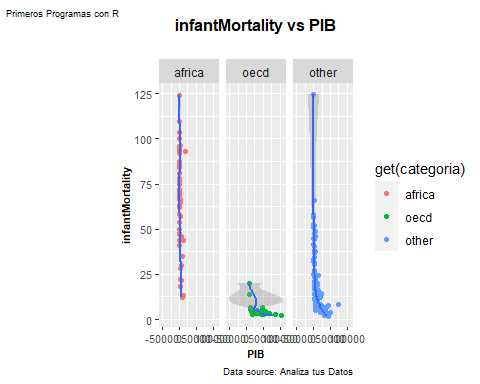 Primeros Programas con R
infantMortality vs PIB
africa oecd other
125
100
75
50
25
0
infantMortality
PIB
get(categoria)
africa
oecd
other
Data source: Analiza tus Datos